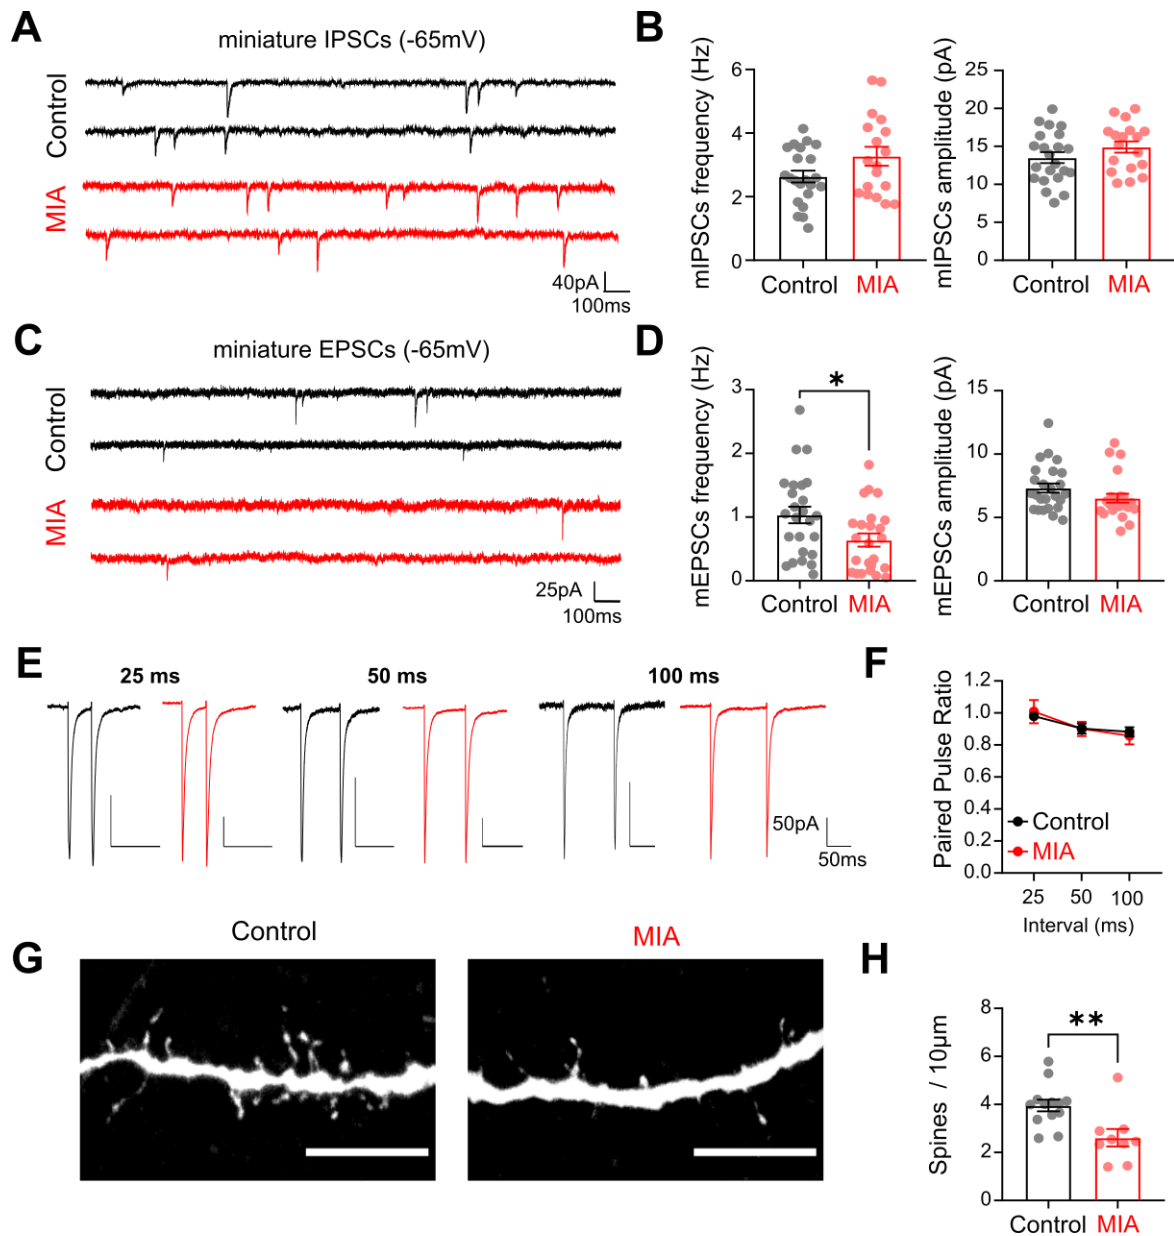 A
miniature IPSCs (-65mV)
Control
MIA
40pA
100ms
B
mIPSCs frequency (Hz)
6
4
2
0
Control MIA
mIPSCs amplitude (pA)
25
20
15
10
5
0
Control MIA
C
miniature EPSCs (-65mV)
Control
MIA
25pA
100ms
D
mEPSCs frequency (Hz)
3
2
1
0
*
Control MIA
mEPSCs amplitude (pA)
15
10
5
0
Control MIA
E
25 ms 50 ms 100 ms
50pA
50ms
F
Paired Pulse Ratio
1.2
1.0
0.8
0.6
0.4
0.2
0.0
Control
MIA
25 50 100
Interval (ms)
G
Control MIA
H
Spines / 10µm
8
6
4
2
0
**
Control MIA